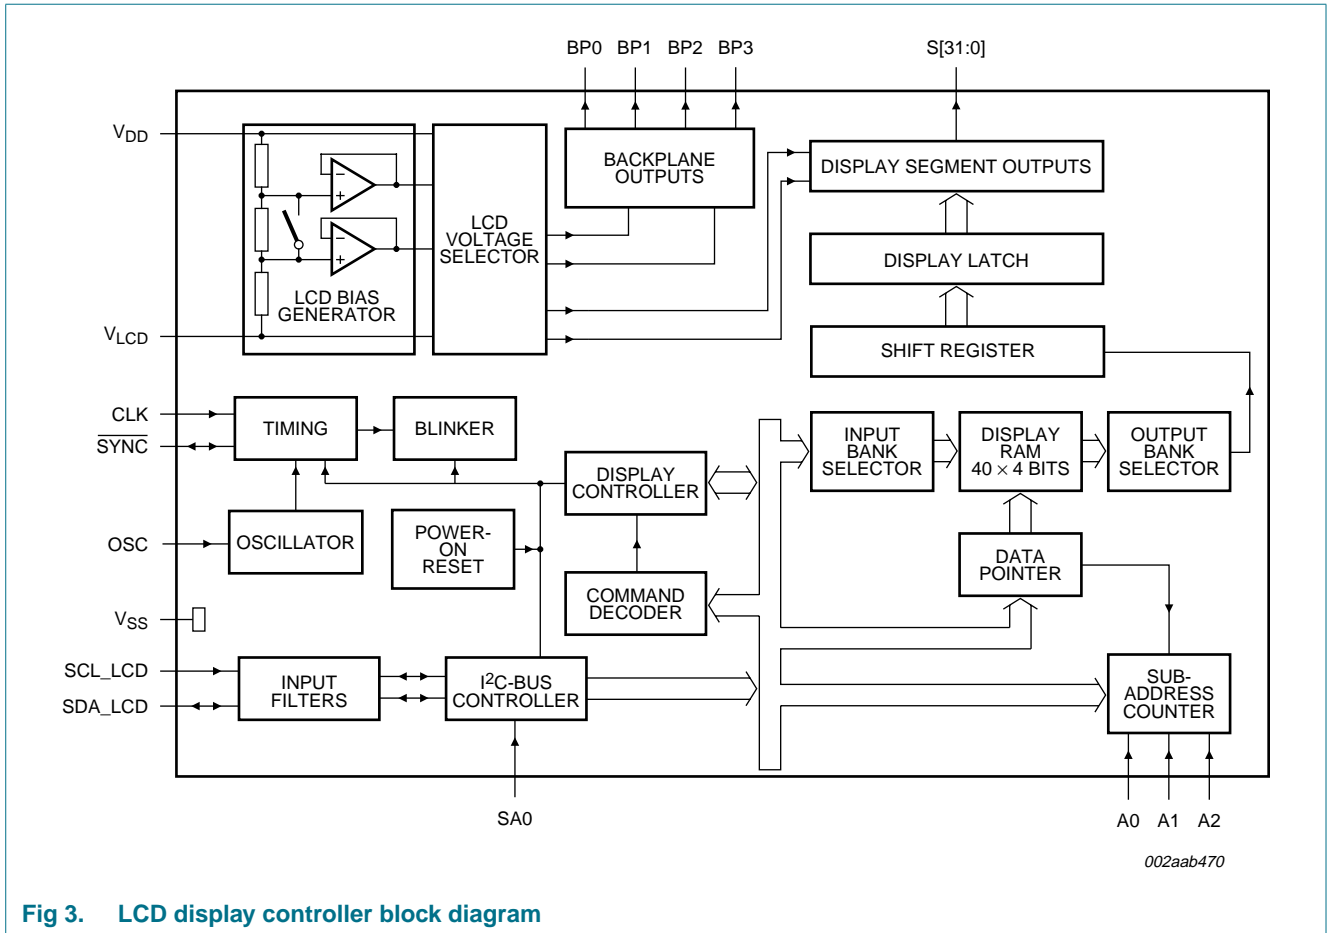 BP0 BP1 BP2 BP3 S[31:0]
VDD
BACKPLANE
OUTPUTS
DISPLAY SEGMENT OUTPUTS
LCD
VOLTAGE
SELECTOR
DISPLAY LATCH
LCD BIAS
GENERATOR
VLCD
SHIFT REGISTER
CLK
SYNC
TIMING
BLINKER
DISPLAY
CONTROLLER
INPUT
BANK
SELECTOR
DISPLAY
RAM
40 × 4 BITS
OUTPUT
BANK
SELECTOR
OSC
OSCILLATOR
POWER-
ON
RESET
DATA
POINTER
COMMAND
DECODER
VSS
SCL_LCD
SDA_LCD
INPUT
FILTERS
I²C-BUS
CONTROLLER
SUB-
ADDRESS
COUNTER
SA0
A0 A1 A2
002aab470
Fig 3. LCD display controller block diagram